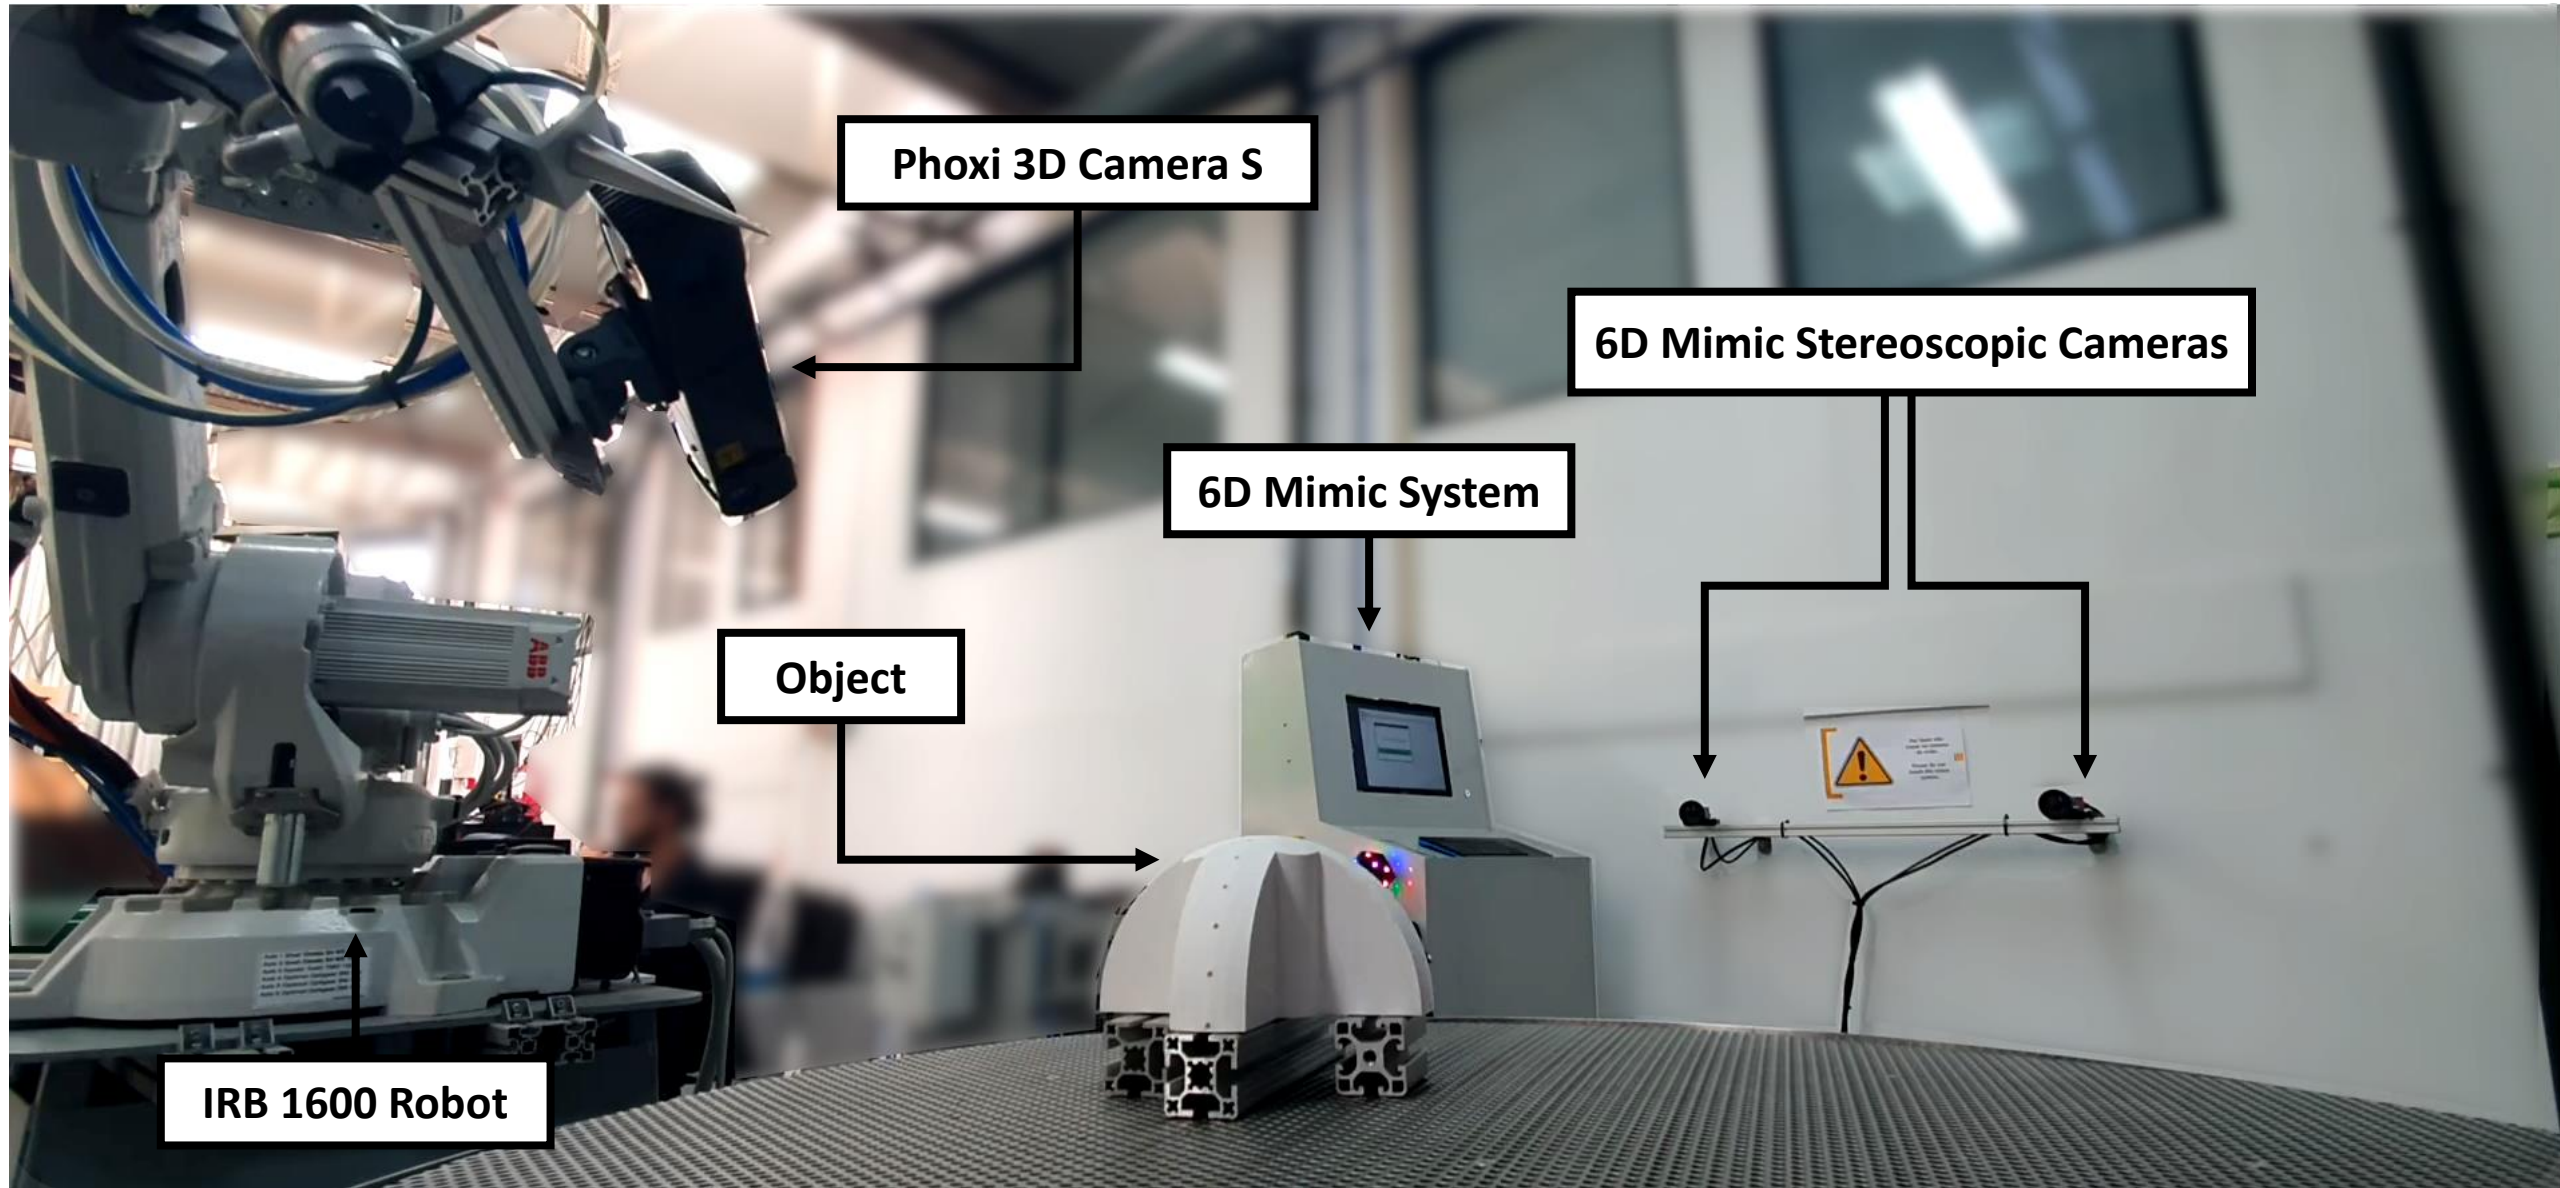 Phoxi 3D Camera S
6D Mimic Stereoscopic Cameras
6D Mimic System
Object
ABB
IRB 1600 Robot